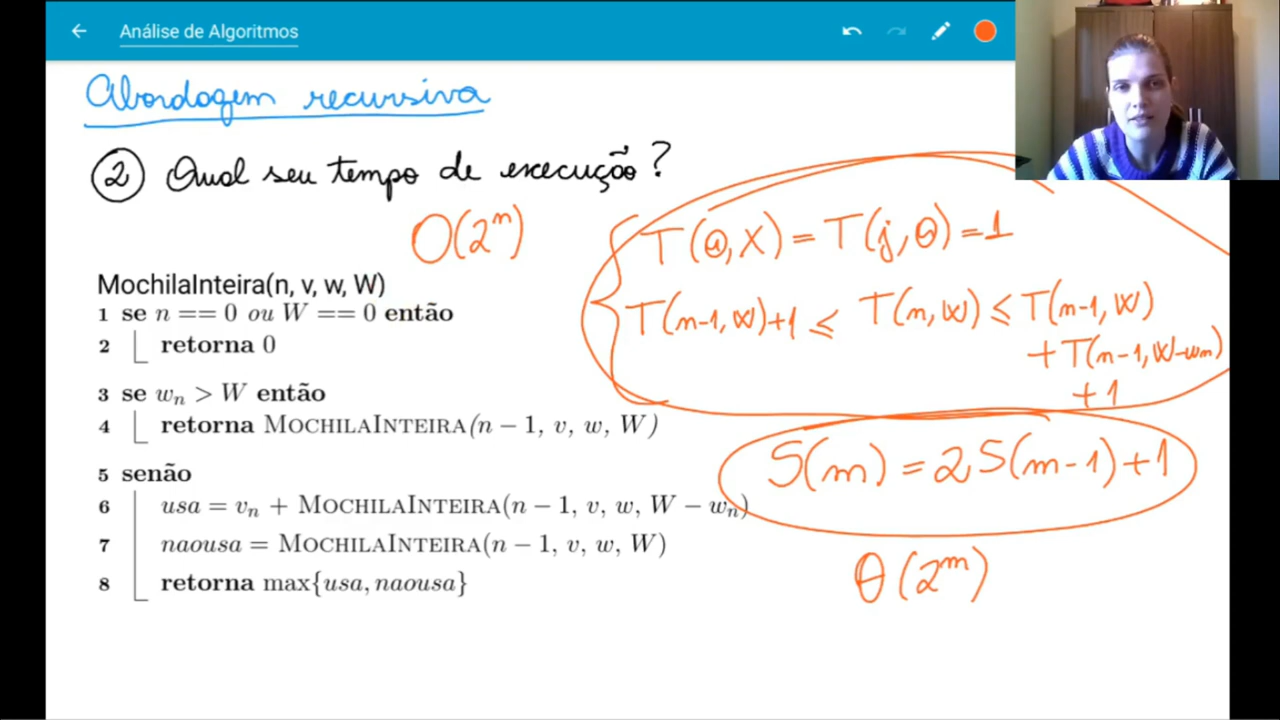 Análise de Algoritmos
Abordagem recursiva
② Qual seu tempo de execução?
O(2^n)
T(0, X) = T(j, 0) = 1
T(n-1, W)+1 ≤ T(n, W) ≤ T(n-1, W)
+ T(n-1, W-wn)
+1
MochilaInteira(n, v, w, W)
1 se n == 0 ou W == 0 então
2 retorna 0
3 se wn > W então
4 retorna MOCHILAINTEIRA(n − 1, v, w, W)
5 senão
6 usa = vn + MOCHILAINTEIRA(n − 1, v, w, W − wn)
7 naousa = MOCHILAINTEIRA(n − 1, v, w, W)
8 retorna max{usa, naousa}
S(m) = 2S(m-1)+1
Θ(2^m)